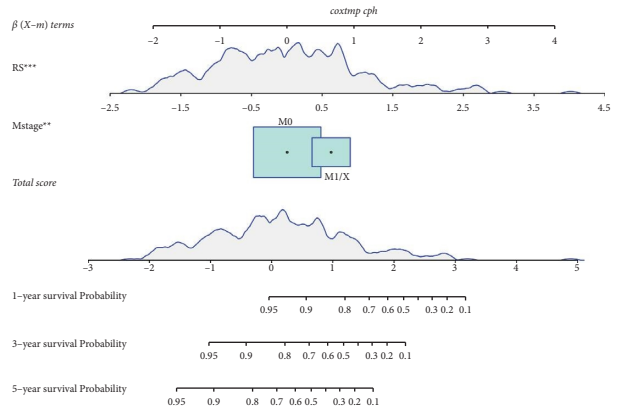 coxtmp cph
β (X–m) terms
−2 −1 0 1 2 3 4
RS***
−2.5 −1.5 −0.5 0.5 1.5 2.5 3.5 4.5
Mstage**
M0
M1/X
Total score
−3 −2 −1 0 1 2 3 4 5
1–year survival Probability
0.95 0.9 0.8 0.7 0.6 0.5 0.3 0.2 0.1
3–year survival Probability
0.95 0.9 0.8 0.7 0.6 0.5 0.3 0.2 0.1
5–year survival Probability
0.95 0.9 0.8 0.7 0.6 0.5 0.3 0.2 0.1